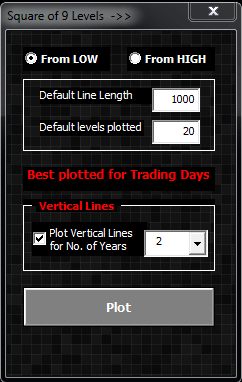 Square of 9 Levels ->>
From LOW From HIGH
Default Line Length 1000
Default levels plotted 20
Best plotted for Trading Days
Vertical Lines
Plot Vertical Lines
for No. of Years 2
Plot